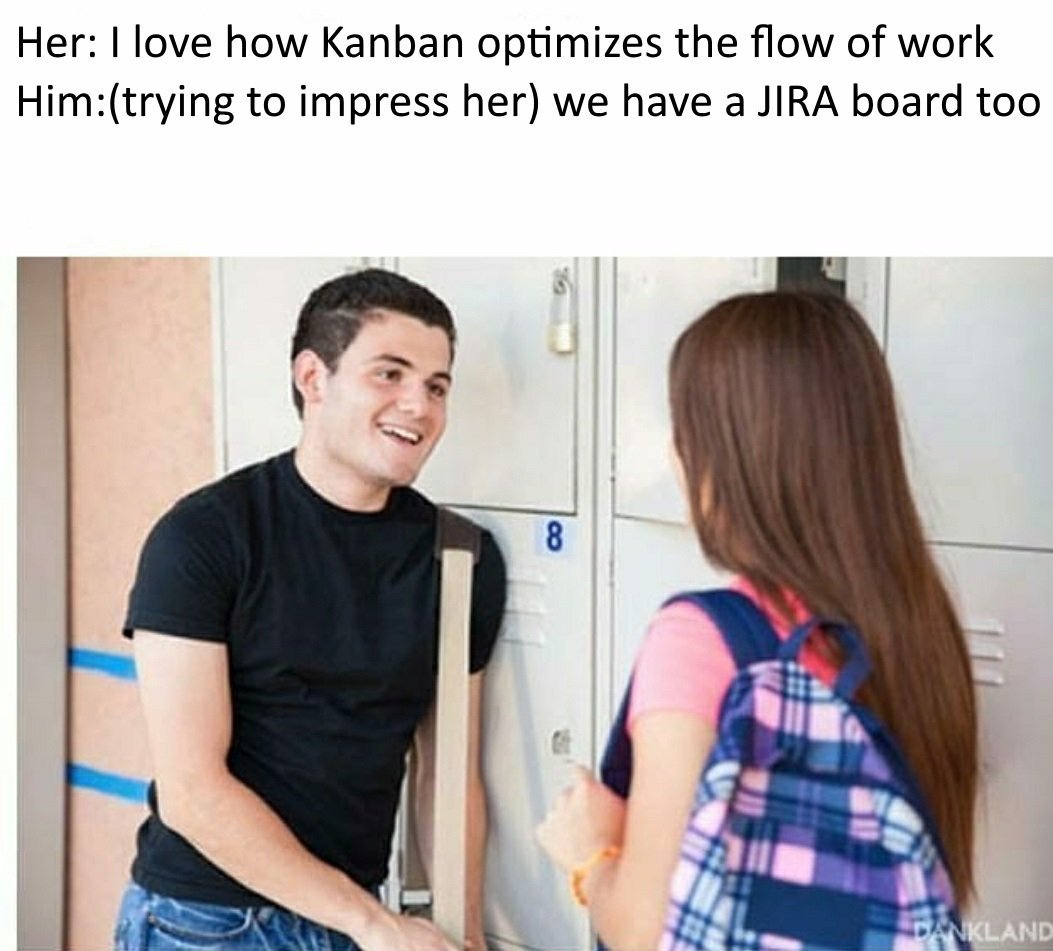 Her: I love how Kanban optimizes the flow of work
Him:(trying to impress her) we have a JIRA board too
8
DANKLAND